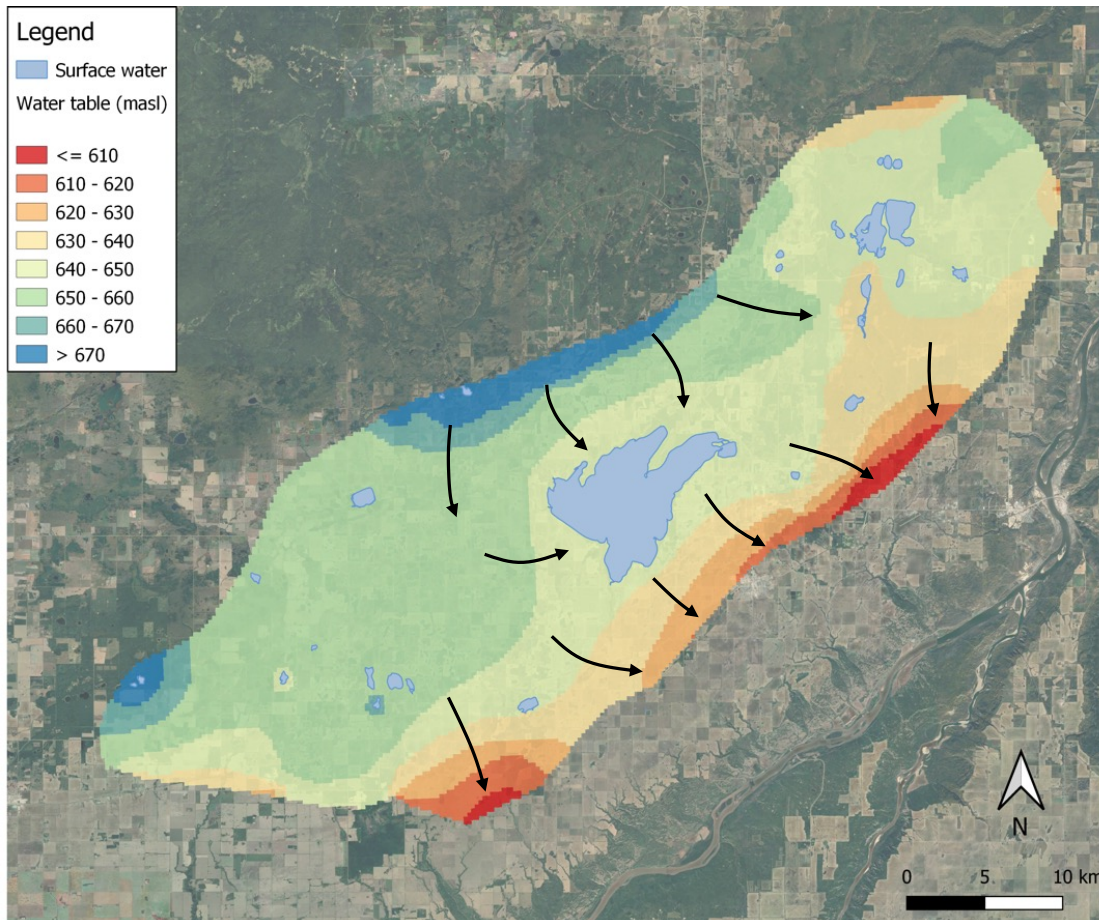 Legend
Surface water
Water table (masl)
<= 610
610 - 620
620 - 630
630 - 640
640 - 650
650 - 660
660 - 670
> 670
N
0 5 10 km